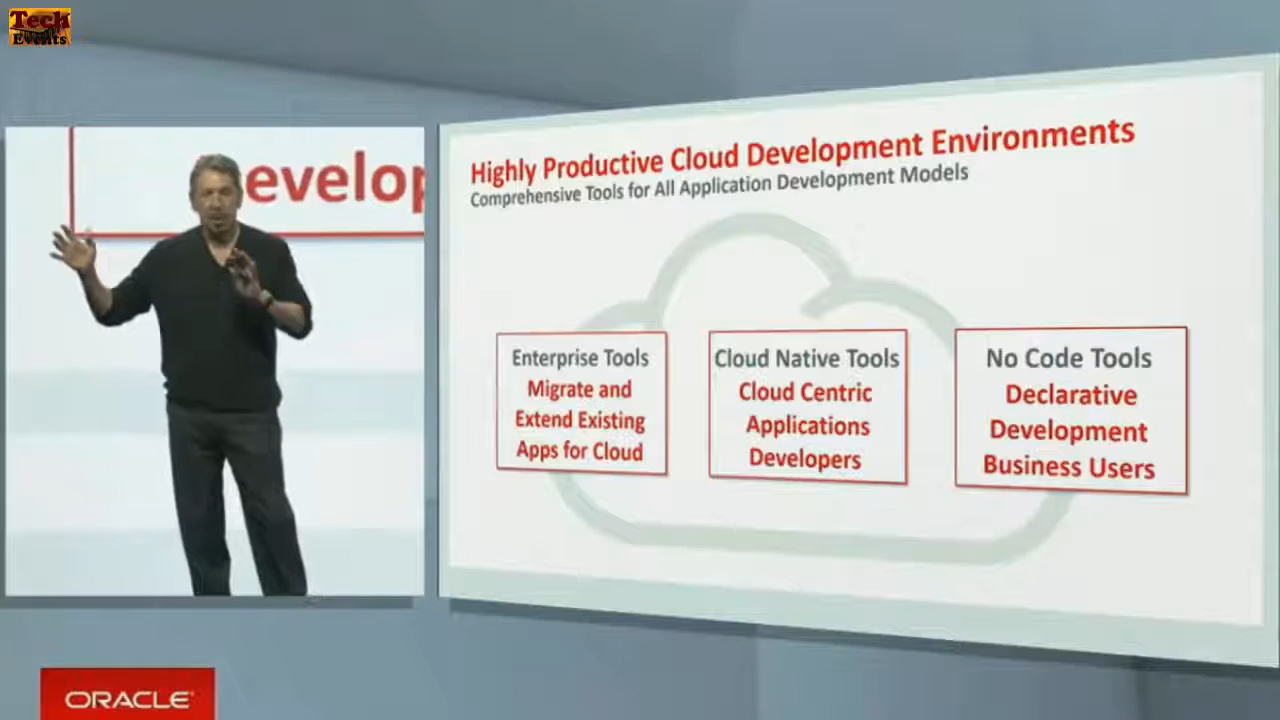 Tech
Events
evelop
Highly Productive Cloud Development Environments
Comprehensive Tools for All Application Development Models
Enterprise Tools
Migrate and
Extend Existing
Apps for Cloud
Cloud Native Tools
Cloud Centric
Applications
Developers
No Code Tools
Declarative
Development
Business Users
ORACLE